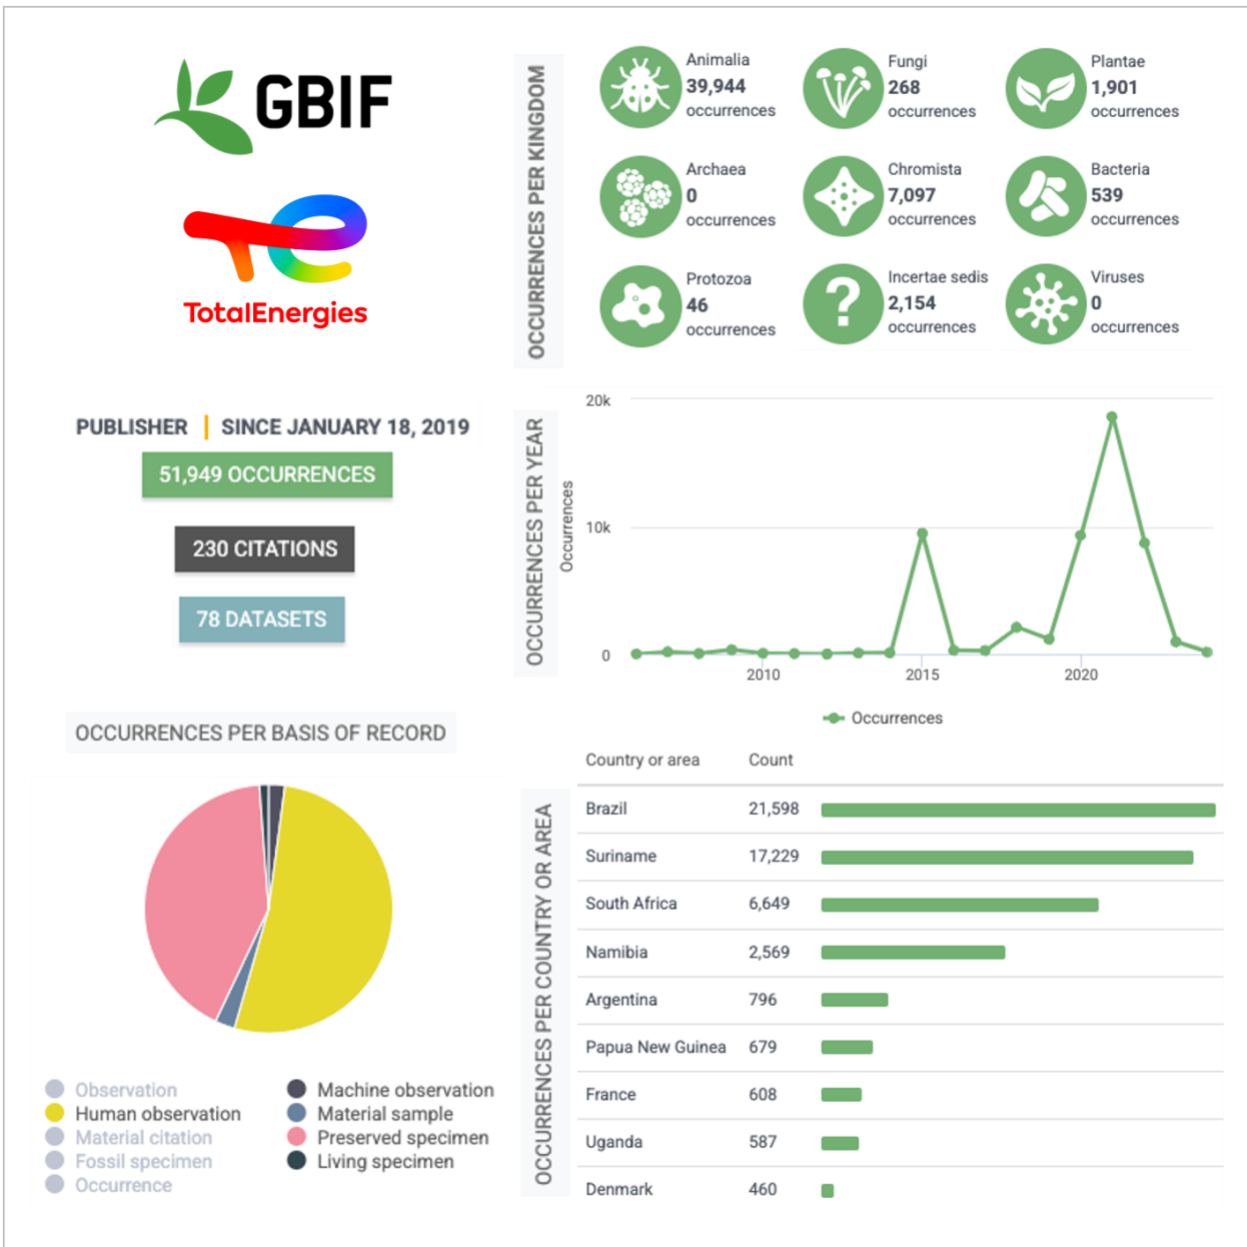 GBIF
TotalEnergies
PUBLISHER | SINCE JANUARY 18, 2019
51,949 OCCURRENCES
230 CITATIONS
78 DATASETS
OCCURRENCES PER KINGDOM
Animalia
39,944
occurrences
Fungi
268
occurrences
Plantae
1,901
occurrences
Archaea
0
occurrences
Chromista
7,097
occurrences
Bacteria
539
occurrences
Protozoa
46
occurrences
Incertae sedis
2,154
occurrences
Viruses
0
occurrences
OCCURRENCES PER YEAR
Occurrences
20k
10k
0
2010 2015 2020
Occurrences
OCCURRENCES PER BASIS OF RECORD
Observation
Human observation
Material citation
Fossil specimen
Occurrence
Machine observation
Material sample
Preserved specimen
Living specimen
OCCURRENCES PER COUNTRY OR AREA
Country or area Count
Brazil 21,598
Suriname 17,229
South Africa 6,649
Namibia 2,569
Argentina 796
Papua New Guinea 679
France 608
Uganda 587
Denmark 460